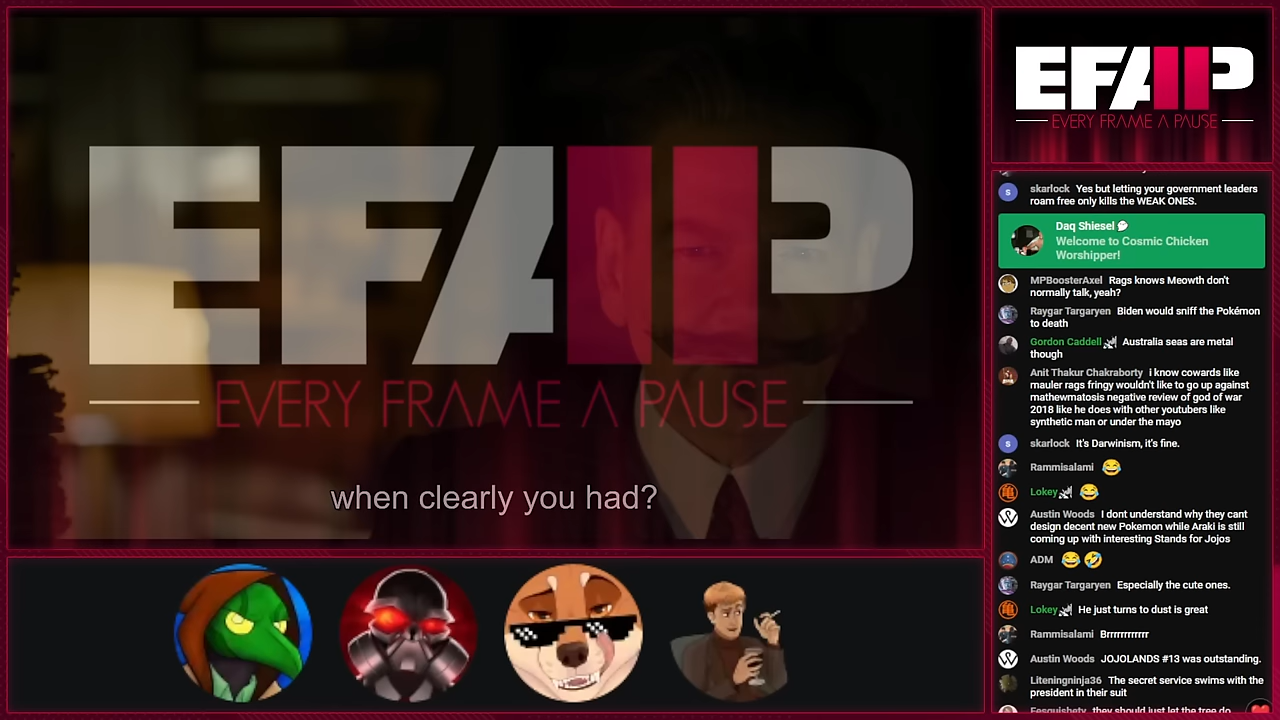 EFAP
EVERY FRAME A PAUSE
when clearly you had?
EFAP
EVERY FRAME A PAUSE
skarlock Yes but letting your government leaders
roam free only kills the WEAK ONES.
Daq Shiesel
Welcome to Cosmic Chicken
Worshipper!
MPBoosterAxel Rags knows Meowth don't
normally talk, yeah?
Raygar Targaryen Biden would sniff the Pokémon
to death
Gordon Caddell Australia seas are metal
though
Anit Thakur Chakraborty i know cowards like
mauler rags fringy wouldn't like to go up against
mathewmatosis negative review of god of war
2018 like he does with other youtubers like
synthetic man or under the mayo
skarlock It's Darwinism, it's fine.
Rammisalami 😂
Lokey 😂
Austin Woods I dont understand why they cant
design decent new Pokemon while Araki is still
coming up with interesting Stands for Jojos
ADM 😂🤣
Raygar Targaryen Especially the cute ones.
Lokey He just turns to dust is great
Rammisalami Brrrrrrrrrrr
Austin Woods JOJOLANDS #13 was outstanding.
Liteningninja36 The secret service swims with the
president in their suit
they should just let the tree do